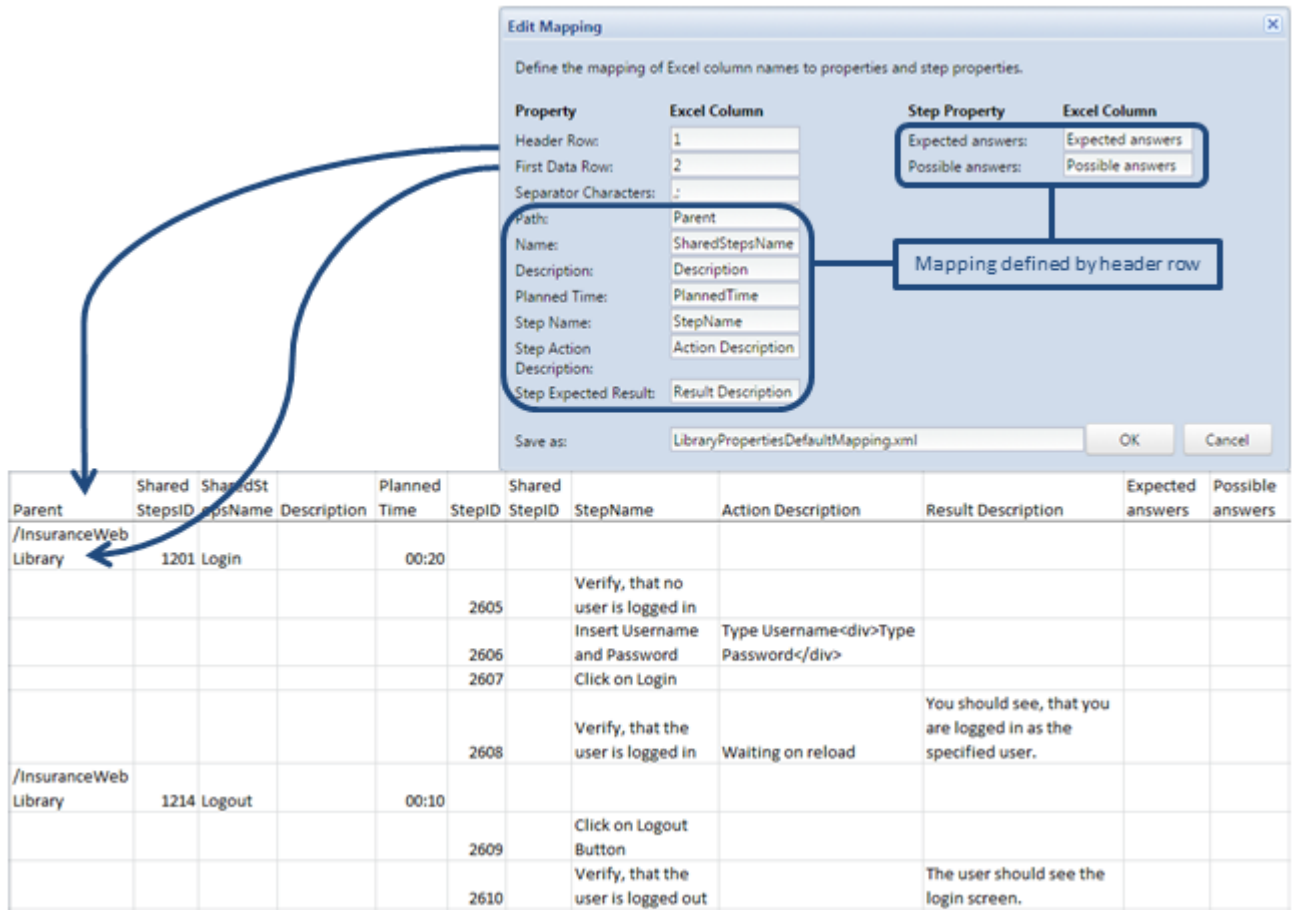 Edit Mapping
Define the mapping of Excel column names to properties and step properties.
Property Excel Column Step Property Excel Column
Header Row: 1 Expected answers: Expected answers
First Data Row: 2 Possible answers: Possible answers
Separator Characters: .:
Path: Parent
Name: SharedStepsName
Description: Description
Mapping defined by header row
Planned Time: PlannedTime
Step Name: StepName
Step Action Action Description
Description:
Step Expected Result: Result Description
Save as: LibraryPropertiesDefaultMapping.xml OK Cancel
Shared SharedSt Planned Shared Expected Possible
Parent StepsID epsName Description Time StepID StepID StepName Action Description Result Description answers answers
/InsuranceWeb
Library 1201 Login 00:20
Verify, that no
2605 user is logged in
Insert Username Type Username<div>Type
2606 and Password Password</div>
2607 Click on Login
You should see, that you
Verify, that the are logged in as the
2608 user is logged in Waiting on reload specified user.
/InsuranceWeb
Library 1214 Logout 00:10
Click on Logout
2609 Button
Verify, that the The user should see the
2610 user is logged out login screen.